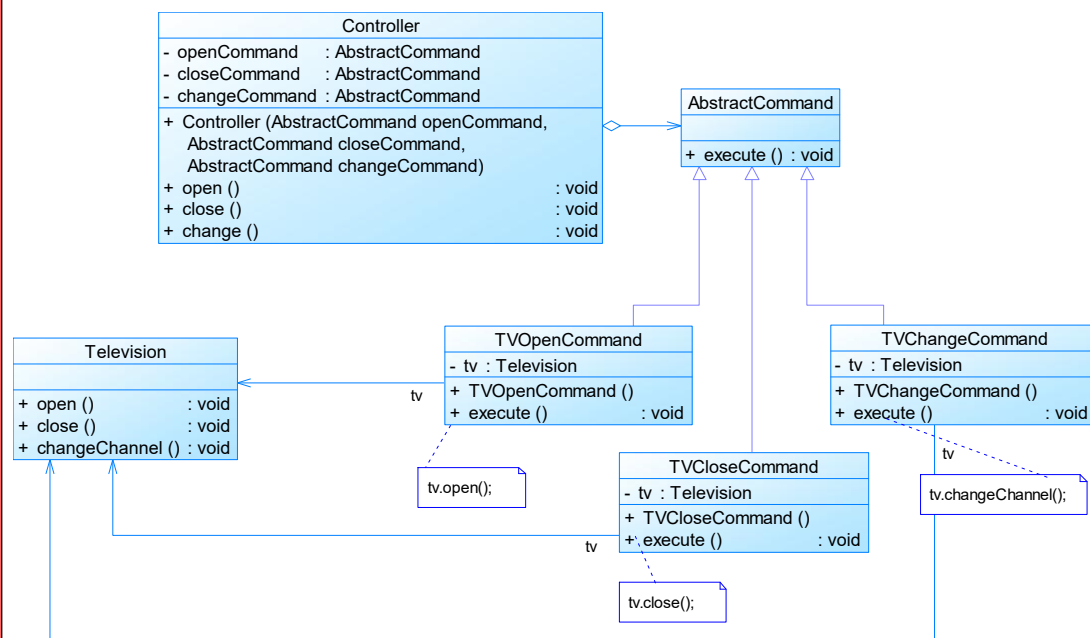 Controller
- openCommand : AbstractCommand
- closeCommand : AbstractCommand
- changeCommand : AbstractCommand
+ Controller (AbstractCommand openCommand,
AbstractCommand closeCommand,
AbstractCommand changeCommand)
+ open () : void
+ close () : void
+ change () : void
AbstractCommand
+ execute () : void
Television
+ open () : void
+ close () : void
+ changeChannel () : void
TVOpenCommand
- tv : Television
+ TVOpenCommand ()
+ execute () : void
tv
tv.open();
TVChangeCommand
- tv : Television
+ TVChangeCommand ()
+ execute () : void
tv
tv.changeChannel();
TVCloseCommand
- tv : Television
+ TVCloseCommand ()
+ execute () : void
tv
tv.close();